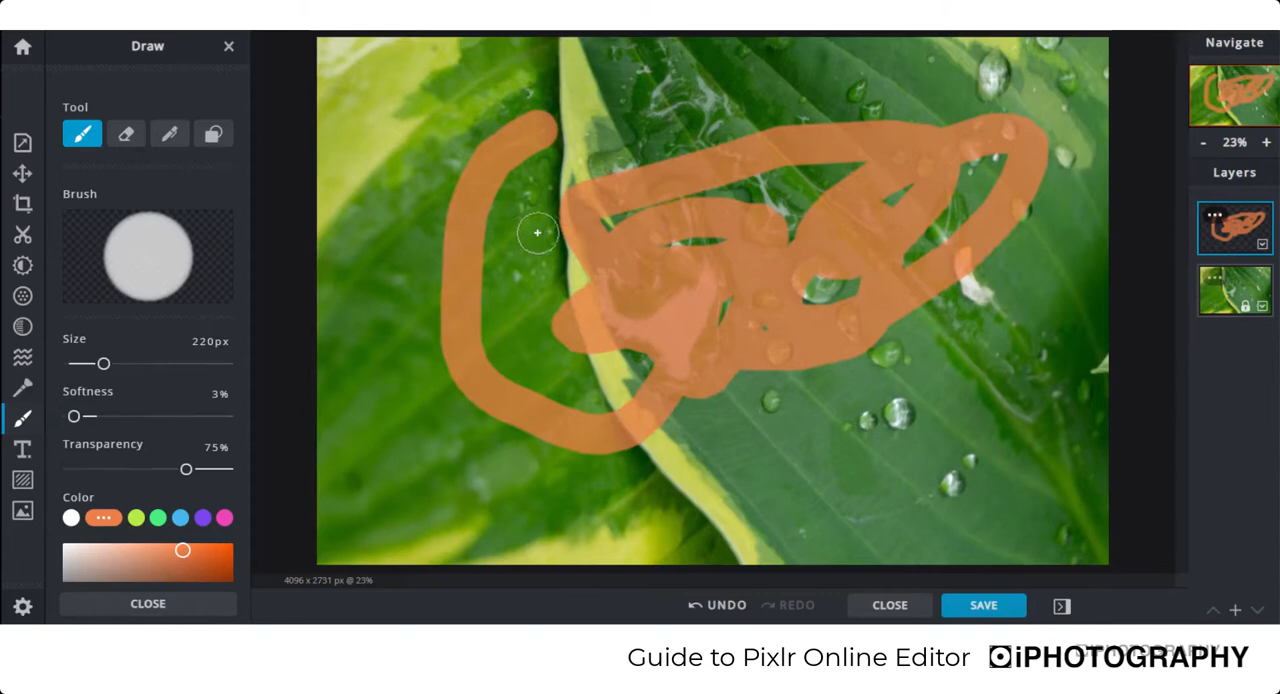 Draw
Tool
Brush
Size
220px
Softness
3%
Transparency
75%
Color
CLOSE
4096 x 2731 px @ 23%
UNDO
REDO
CLOSE
SAVE
Navigate
- 23% +
Layers
Guide to Pixlr Online Editor
iPHOTOGRAPHY